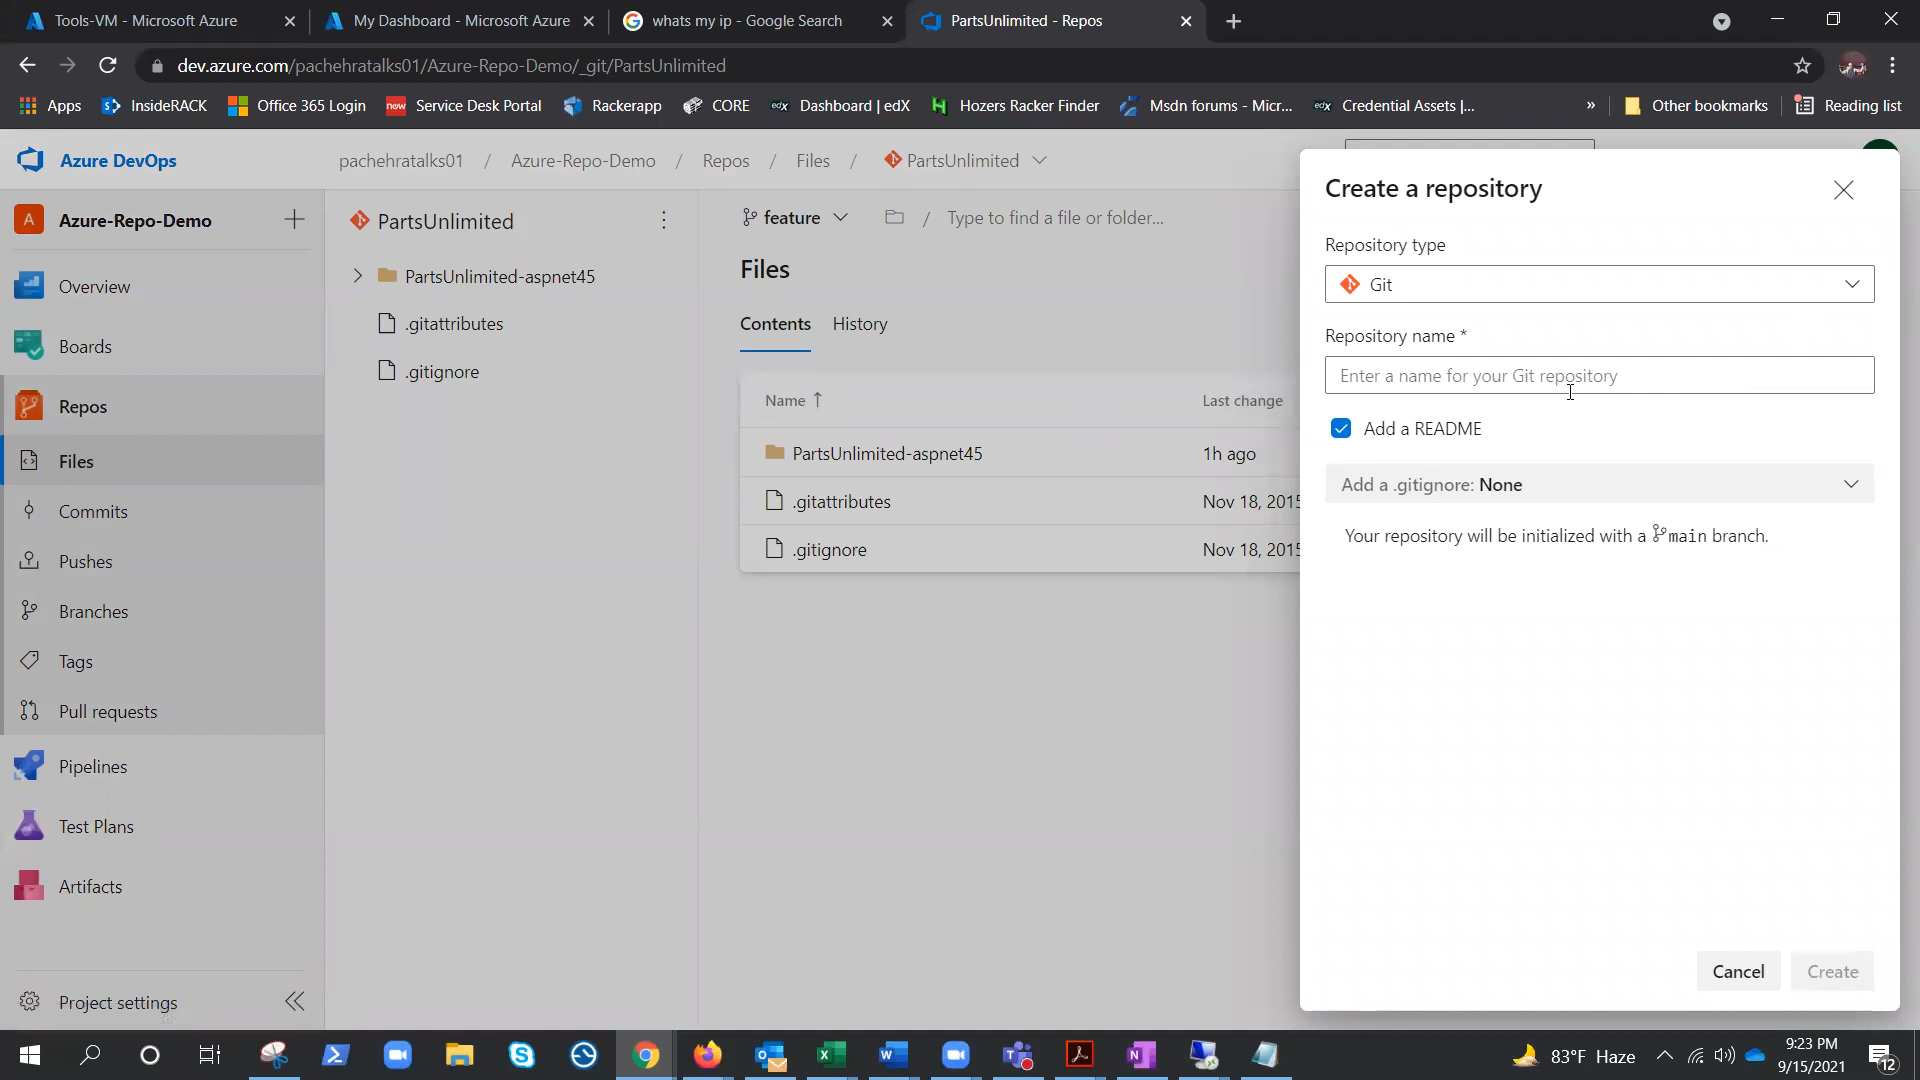 Tools-VM - Microsoft Azure
My Dashboard - Microsoft Azure
whats my ip - Google Search
PartsUnlimited - Repos
dev.azure.com/pachehratalks01/Azure-Repo-Demo/_git/PartsUnlimited
Apps
InsideRACK
Office 365 Login
now
Service Desk Portal
Rackerapp
CORE
edX
Dashboard | edX
Hozers Racker Finder
Msdn forums - Micr...
edX
Credential Assets |,...
»
Other bookmarks
Reading list
Azure DevOps
pachehratalks01 / Azure-Repo-Demo / Repos / Files / PartsUnlimited
A
Azure-Repo-Demo
Overview
Boards
Repos
Files
Commits
Pushes
Branches
Tags
Pull requests
Pipelines
Test Plans
Artifacts
Project settings
PartsUnlimited
PartsUnlimited-aspnet45
.gitattributes
.gitignore
feature
/ Type to find a file or folder...
Files
Contents
History
Name ↑
Last change
PartsUnlimited-aspnet45
1h ago
.gitattributes
Nov 18, 2015
.gitignore
Nov 18, 2015
Create a repository
Repository type
Git
Repository name *
Enter a name for your Git repository
Add a README
Add a .gitignore: None
Your repository will be initialized with a main branch.
Cancel
Create
83°F Haze
9:23 PM
9/15/2021
12